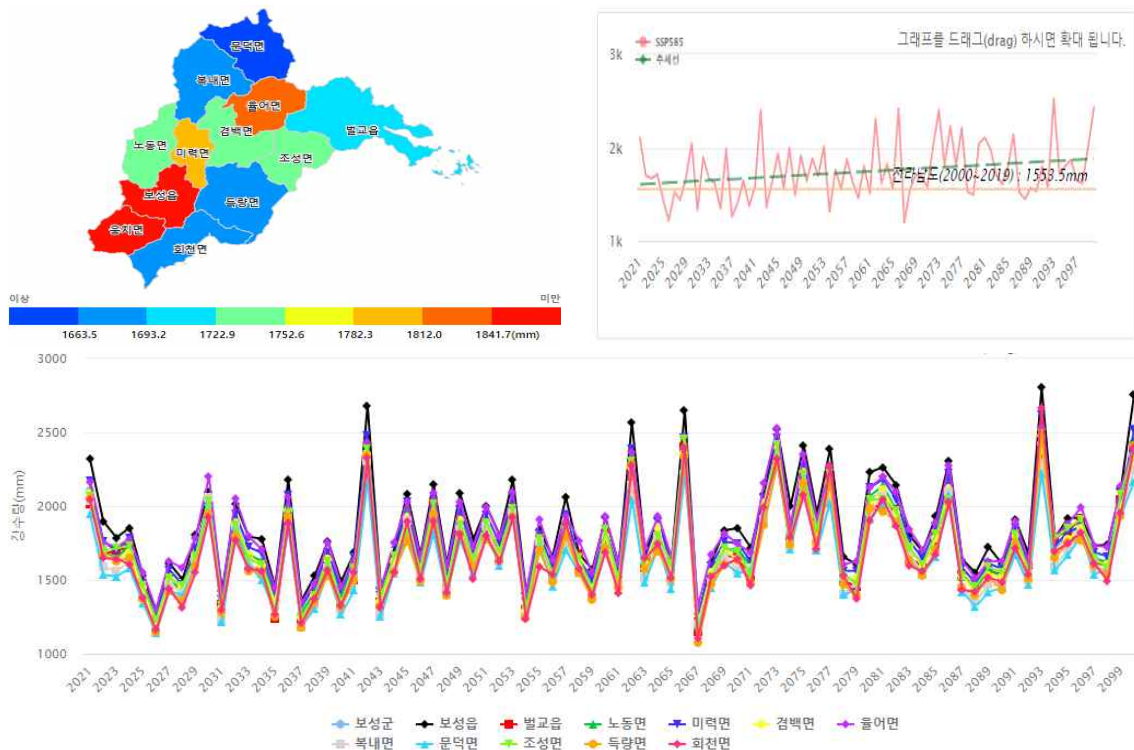 문덕면
복내면
율어면
겸백면
벌교읍
노동면
미력면
조성면
보성읍
득량면
웅치면
회천면
이상
미만
1663.5 1693.2 1722.9 1752.6 1782.3 1812.0 1841.7(mm)
SSP585
추세선
그래프를 드래그(drag) 하시면 확대 됩니다.
3k
2k
1k
전라남도(2000~2019) : 1553.5mm
2021 2025 2029 2033 2037 2041 2045 2049 2053 2057 2061 2065 2069 2073 2077 2081 2085 2089 2093 2097
강수량(mm)
3000
2500
2000
1500
1000
2021 2023 2025 2027 2029 2031 2033 2035 2037 2039 2041 2043 2045 2047 2049 2051 2053 2055 2057 2059 2061 2063 2065 2067 2069 2071 2073 2075 2077 2079 2081 2083 2085 2087 2089 2091 2093 2095 2097 2099
보성군 보성읍 벌교읍 노동면 미력면 겸백면 율어면
복내면 문덕면 조성면 득량면 회천면